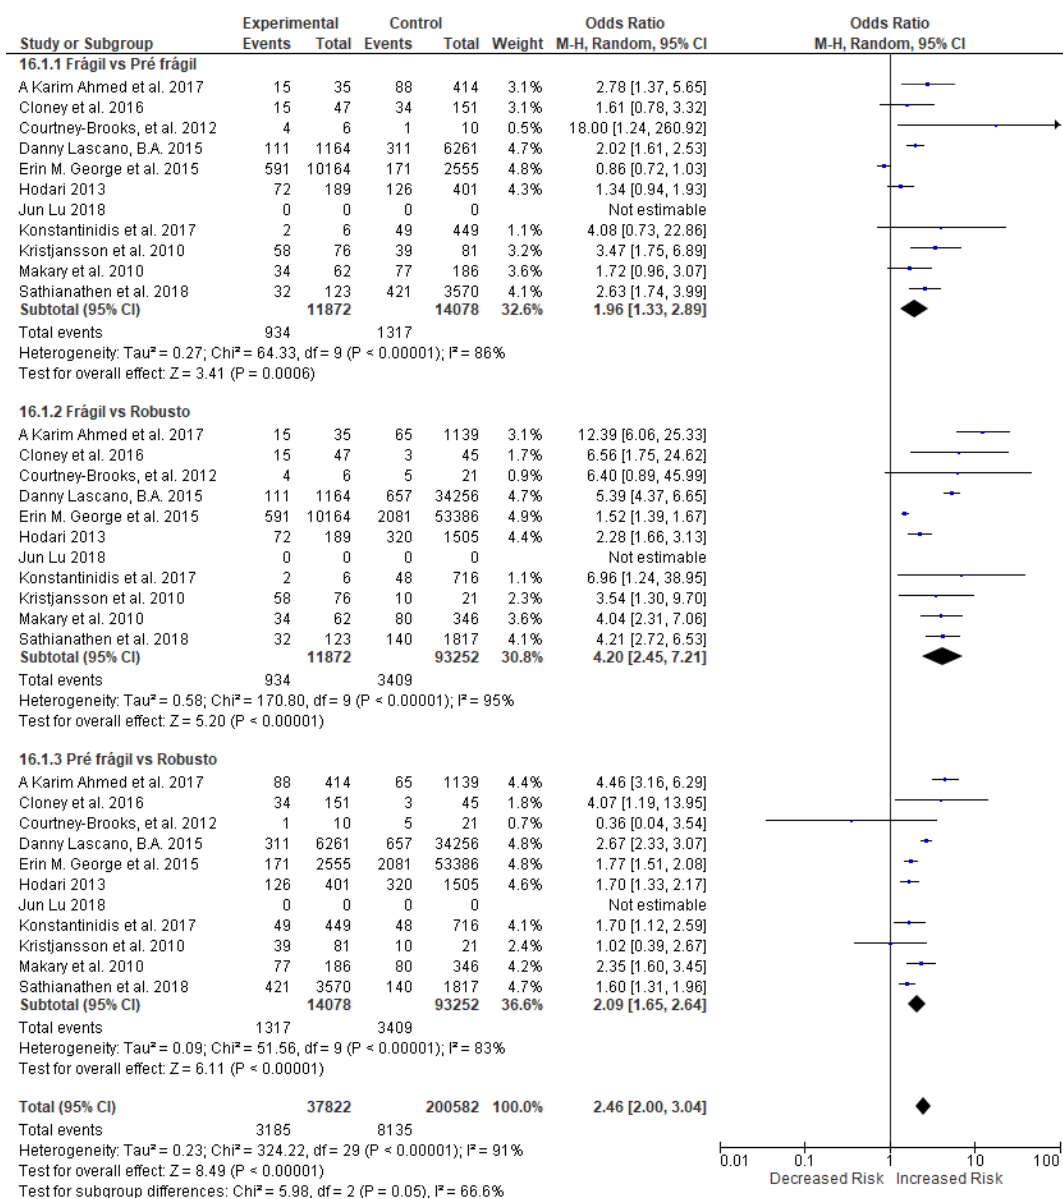 Experimental Control Odds Ratio Odds Ratio
Study or Subgroup Events Total Events Total Weight M-H, Random, 95% CI M-H, Random, 95% CI
16.1.1 Frágil vs Pré frágil
A Karim Ahmed et al. 2017 15 35 88 414 3.1% 2.78 [1.37, 5.65]
Cloney et al. 2016 15 47 34 151 3.1% 1.61 [0.78, 3.32]
Courtney-Brooks, et al. 2012 4 6 1 10 0.5% 18.00 [1.24, 260.92]
Danny Lascano, B.A. 2015 111 1164 311 6261 4.7% 2.02 [1.61, 2.53]
Erin M. George et al. 2015 591 10164 171 2555 4.8% 0.86 [0.72, 1.03]
Hodari 2013 72 189 126 401 4.3% 1.34 [0.94, 1.93]
Jun Lu 2018 0 0 0 0 Not estimable
Konstantinidis et al. 2017 2 6 49 449 1.1% 4.08 [0.73, 22.86]
Kristjansson et al. 2010 58 76 39 81 3.2% 3.47 [1.75, 6.89]
Makary et al. 2010 34 62 77 186 3.6% 1.72 [0.96, 3.07]
Sathianathen et al. 2018 32 123 421 3570 4.1% 2.63 [1.74, 3.99]
Subtotal (95% CI) 11872 14078 32.6% 1.96 [1.33, 2.89]
Total events 934 1317
Heterogeneity: Tau² = 0.27; Chi² = 64.33, df = 9 (P < 0.00001); I² = 86%
Test for overall effect: Z = 3.41 (P = 0.0006)
16.1.2 Frágil vs Robusto
A Karim Ahmed et al. 2017 15 35 65 1139 3.1% 12.39 [6.06, 25.33]
Cloney et al. 2016 15 47 3 45 1.7% 6.56 [1.75, 24.62]
Courtney-Brooks, et al. 2012 4 6 5 21 0.9% 6.40 [0.89, 45.99]
Danny Lascano, B.A. 2015 111 1164 657 34256 4.7% 5.39 [4.37, 6.65]
Erin M. George et al. 2015 591 10164 2081 53386 4.9% 1.52 [1.39, 1.67]
Hodari 2013 72 189 320 1505 4.4% 2.28 [1.66, 3.13]
Jun Lu 2018 0 0 0 0 Not estimable
Konstantinidis et al. 2017 2 6 48 716 1.1% 6.96 [1.24, 38.95]
Kristjansson et al. 2010 58 76 10 21 2.3% 3.54 [1.30, 9.70]
Makary et al. 2010 34 62 80 346 3.6% 4.04 [2.31, 7.06]
Sathianathen et al. 2018 32 123 140 1817 4.1% 4.21 [2.72, 6.53]
Subtotal (95% CI) 11872 93252 30.8% 4.20 [2.45, 7.21]
Total events 934 3409
Heterogeneity: Tau² = 0.58; Chi² = 170.80, df = 9 (P < 0.00001); I² = 95%
Test for overall effect: Z = 5.20 (P < 0.00001)
16.1.3 Pré frágil vs Robusto
A Karim Ahmed et al. 2017 88 414 65 1139 4.4% 4.46 [3.16, 6.29]
Cloney et al. 2016 34 151 3 45 1.8% 4.07 [1.19, 13.95]
Courtney-Brooks, et al. 2012 1 10 5 21 0.7% 0.36 [0.04, 3.54]
Danny Lascano, B.A. 2015 311 6261 657 34256 4.8% 2.67 [2.33, 3.07]
Erin M. George et al. 2015 171 2555 2081 53386 4.8% 1.77 [1.51, 2.08]
Hodari 2013 126 401 320 1505 4.6% 1.70 [1.33, 2.17]
Jun Lu 2018 0 0 0 0 Not estimable
Konstantinidis et al. 2017 49 449 48 716 4.1% 1.70 [1.12, 2.59]
Kristjansson et al. 2010 39 81 10 21 2.4% 1.02 [0.39, 2.67]
Makary et al. 2010 77 186 80 346 4.2% 2.35 [1.60, 3.45]
Sathianathen et al. 2018 421 3570 140 1817 4.7% 1.60 [1.31, 1.96]
Subtotal (95% CI) 14078 93252 36.6% 2.09 [1.65, 2.64]
Total events 1317 3409
Heterogeneity: Tau² = 0.09; Chi² = 51.56, df = 9 (P < 0.00001); I² = 83%
Test for overall effect: Z = 6.11 (P < 0.00001)
Total (95% CI) 37822 200582 100.0% 2.46 [2.00, 3.04]
Total events 3185 8135
Heterogeneity: Tau² = 0.23; Chi² = 324.22, df = 29 (P < 0.00001); I² = 91%
Test for overall effect: Z = 8.49 (P < 0.00001)
Test for subgroup differences: Chi² = 5.98, df = 2 (P = 0.05), I² = 66.6%
0.01 0.1 1 10 100
Decreased Risk Increased Risk